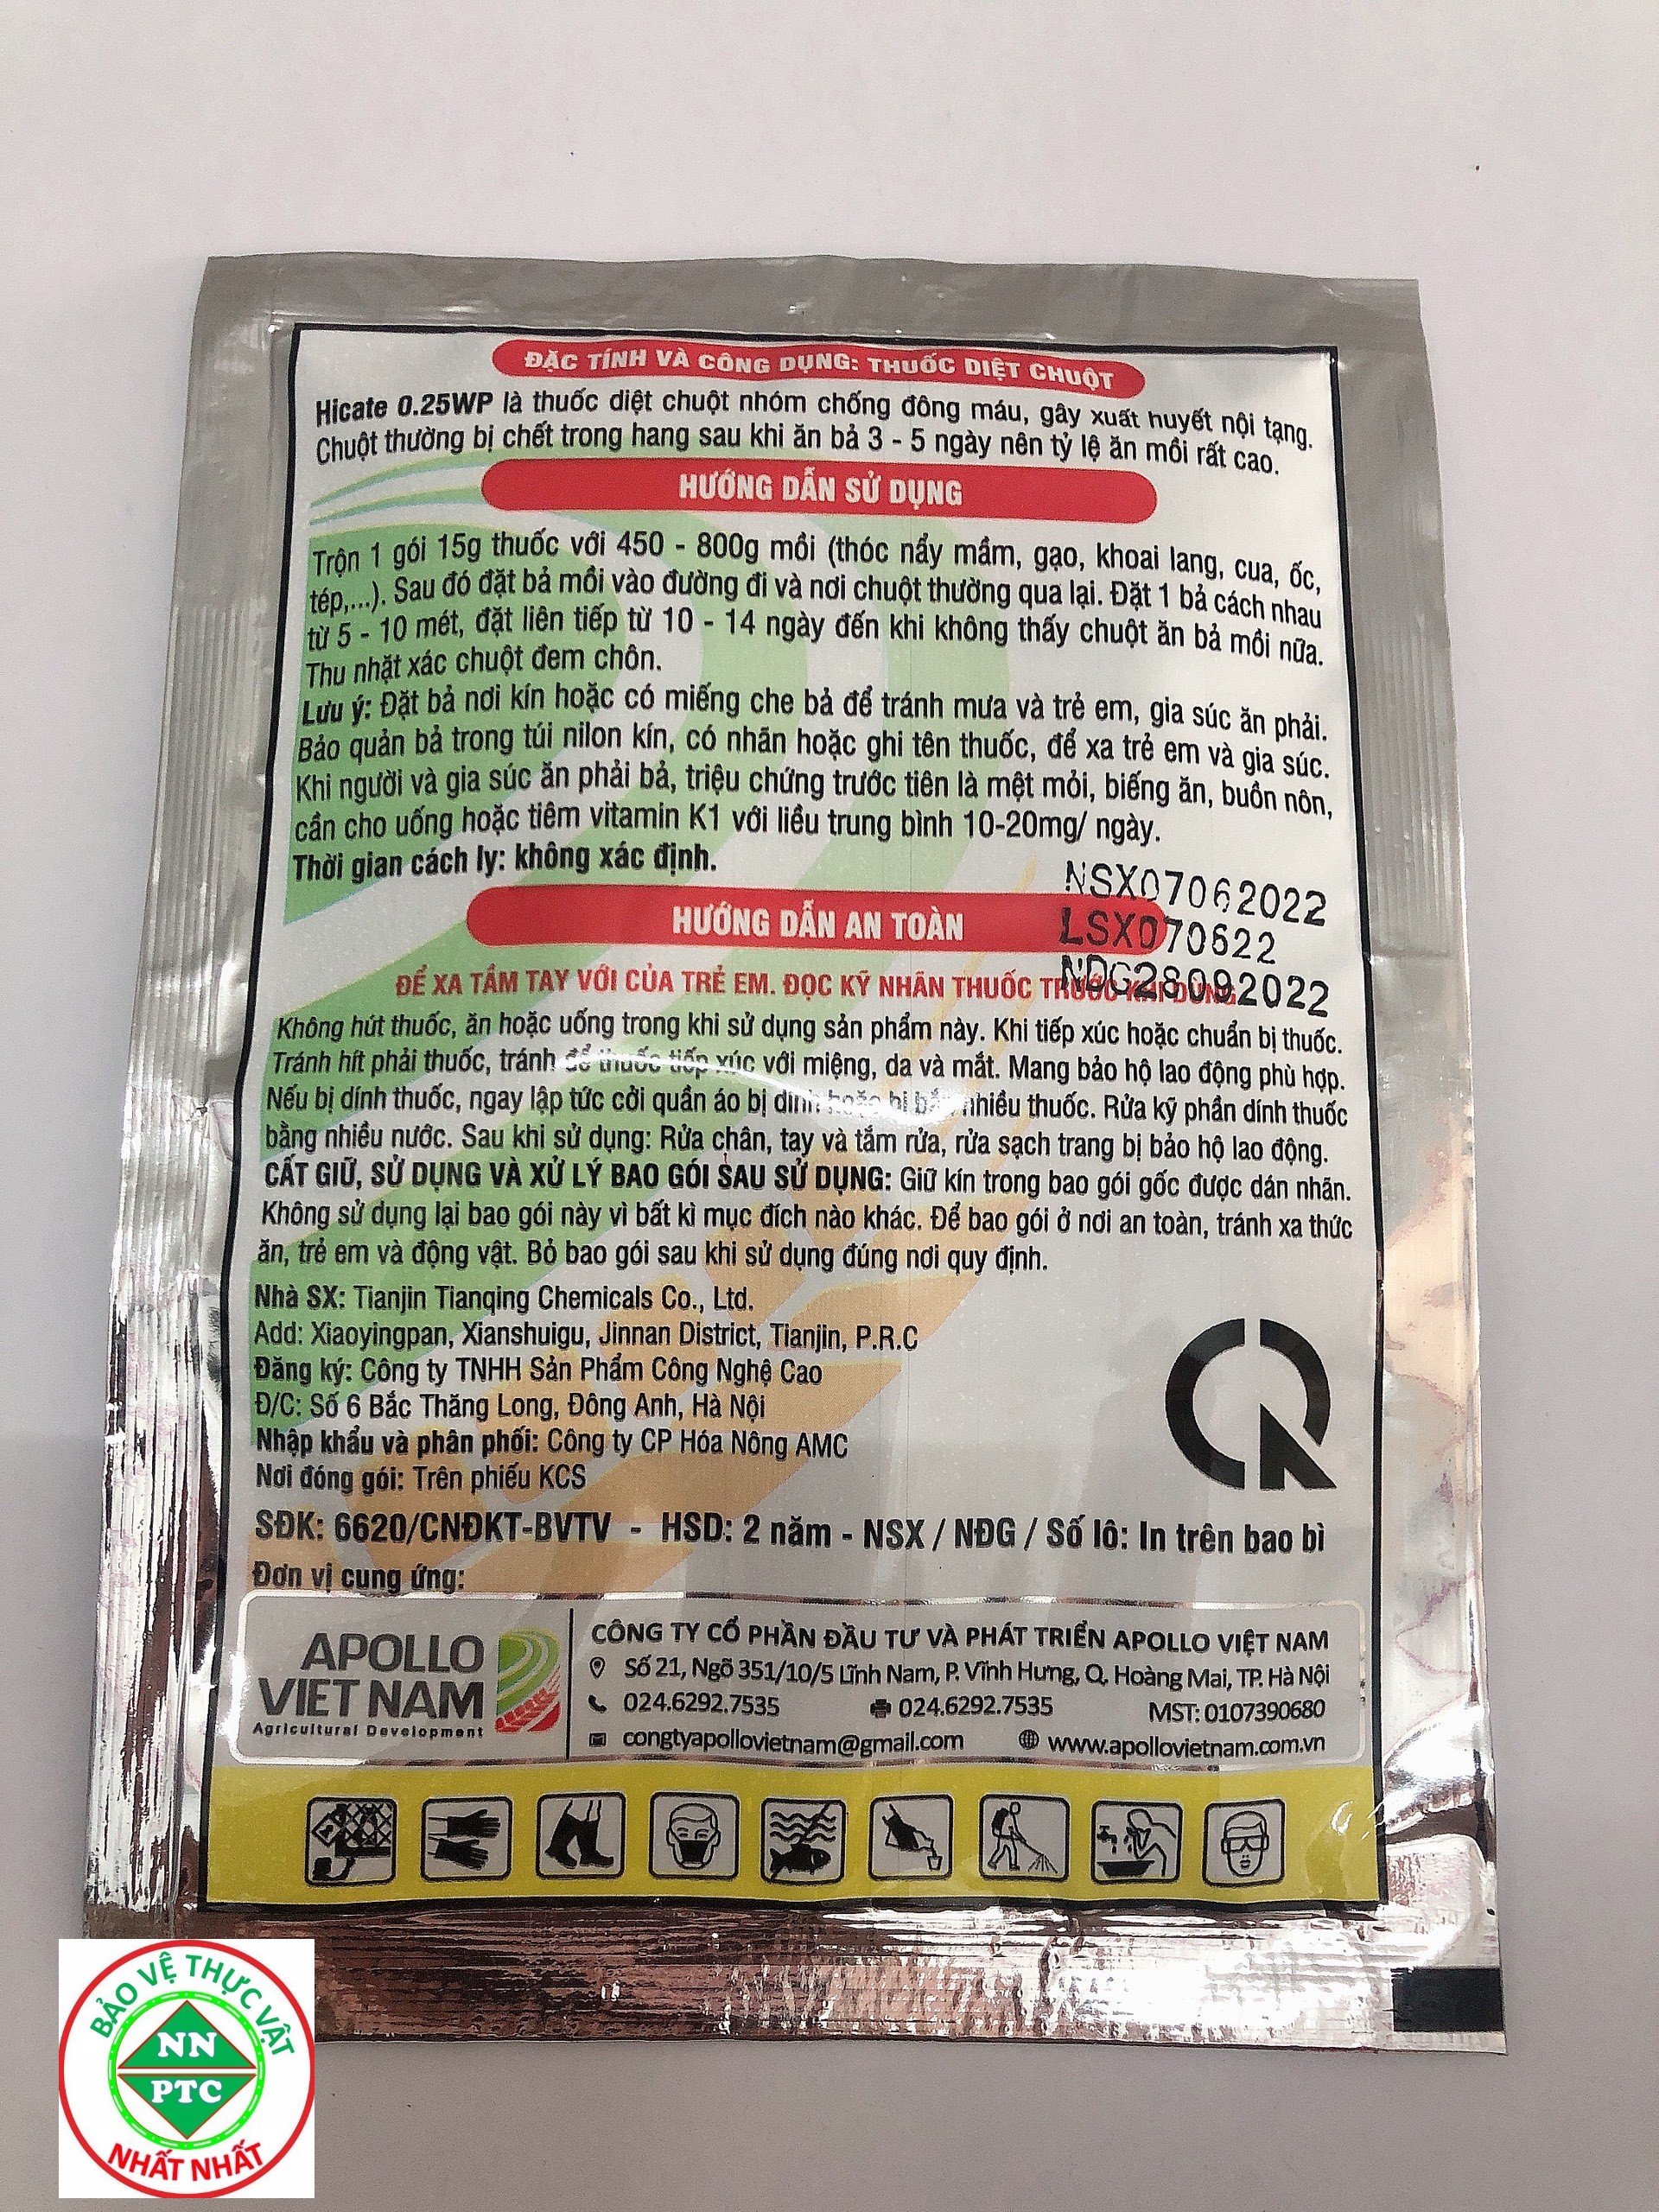 ĐẶC TÍNH VÀ CÔNG DỤNG: THUỐC DIỆT CHUỘT
Hicate 0.25WP là thuốc diệt chuột nhóm chống đông máu, gây xuất huyết nội tạng.
Chuột thường bị chết trong hang sau khi ăn bả 3 - 5 ngày nên tỷ lệ ăn mồi rất cao.
HƯỚNG DẪN SỬ DỤNG
Trộn 1 gói 15g thuốc với 450 - 800g mồi (thóc nẩy mầm, gạo, khoai lang, cua, ốc,
tép,...). Sau đó đặt bả mồi vào đường đi và nơi chuột thường qua lại. Đặt 1 bả cách nhau
từ 5 - 10 mét, đặt liên tiếp từ 10 - 14 ngày đến khi không thấy chuột ăn bả mồi nữa.
Thu nhặt xác chuột đem chôn.
Lưu ý: Đặt bả nơi kín hoặc có miếng che bả để tránh mưa và trẻ em, gia súc ăn phải.
Bảo quản bả trong túi nilon kín, có nhãn hoặc ghi tên thuốc, để xa trẻ em và gia súc.
Khi người và gia súc ăn phải bả, triệu chứng trước tiên là mệt mỏi, biếng ăn, buồn nôn,
cần cho uống hoặc tiêm vitamin K1 với liều trung bình 10-20mg/ ngày.
Thời gian cách ly: không xác định.
NSX07062022
HƯỚNG DẪN AN TOÀN
LSX070622
ĐỂ XA TẦM TAY VỚI CỦA TRẺ EM. ĐỌC KỸ NHÃN THUỐC TRƯỚC KHI DÙNG
NDG28092022
Không hút thuốc, ăn hoặc uống trong khi sử dụng sản phẩm này. Khi tiếp xúc hoặc chuẩn bị thuốc.
Tránh hít phải thuốc, tránh để thuốc tiếp xúc với miệng, da và mắt. Mang bảo hộ lao động phù hợp.
Nếu bị dính thuốc, ngay lập tức cởi quần áo bị dính hoặc bị nhiều thuốc. Rửa kỹ phần dính thuốc
bằng nhiều nước. Sau khi sử dụng: Rửa chân, tay và tắm rửa, rửa sạch trang bị bảo hộ lao động.
CẤT GIỮ, SỬ DỤNG VÀ XỬ LÝ BAO GÓI SAU SỬ DỤNG: Giữ kín trong bao gói gốc được dán nhãn.
Không sử dụng lại bao gói này vì bất kì mục đích nào khác. Để bao gói ở nơi an toàn, tránh xa thức
ăn, trẻ em và động vật. Bỏ bao gói sau khi sử dụng đúng nơi quy định.
Nhà SX: Tianjin Tianqing Chemicals Co., Ltd.
Add: Xiaoyingpan, Xianshuigu, Jinnan District, Tianjin, P.R.C
Đăng ký: Công ty TNHH Sản Phẩm Công Nghệ Cao
Đ/C: Số 6 Bắc Thăng Long, Đông Anh, Hà Nội
Nhập khẩu và phân phối: Công ty CP Hóa Nông AMC
Nơi đóng gói: Trên phiếu KCS
SĐK: 6620/CNĐKT-BVTV - HSD: 2 năm - NSX / NĐG / Số lô: In trên bao bì
Đơn vị cung ứng:
APOLLO
VIET NAM
Agricultural Development
CÔNG TY CỔ PHẦN ĐẦU TƯ VÀ PHÁT TRIỂN APOLLO VIỆT NAM
Số 21, Ngõ 351/10/5 Lĩnh Nam, P. Vĩnh Hưng, Q. Hoàng Mai, TP. Hà Nội
024.6292.7535 024.6292.7535 MST: 0107390680
congtyapollovietnam@gmail.com www.apollovietnam.com.vn
BẢO VỆ THỰC VẬT
NN
PTC
NHẤT NHẤT